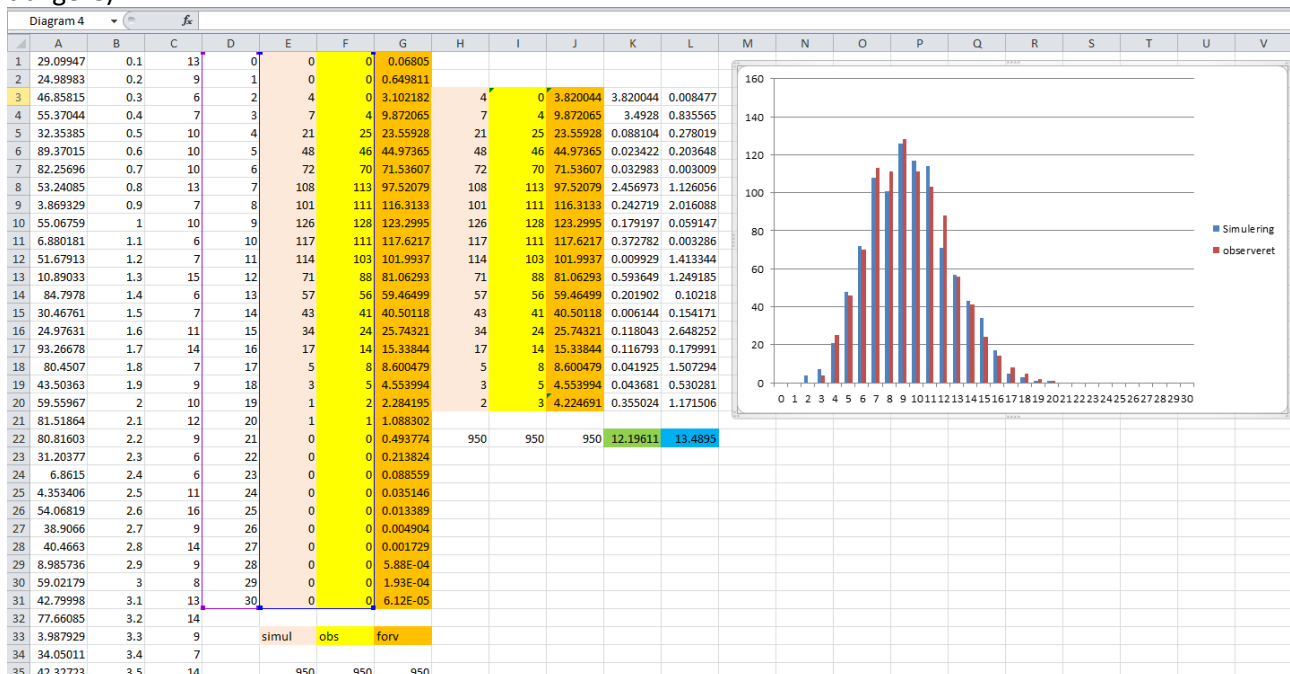 Diagram 4 fx
A B C D E F G H I J K L M N O P Q R S T U V
1 29.09947 0.1 13 0 0 0 0.06805
2 24.98983 0.2 9 1 0 0 0.649811
3 46.85815 0.3 6 2 4 0 3.102182 4 0 3.820044 3.820044 0.008477
4 55.37044 0.4 7 3 7 4 9.872065 7 4 9.872065 3.4928 0.835565
5 32.35385 0.5 10 4 21 25 23.55928 21 25 23.55928 0.088104 0.278019
6 89.37015 0.6 10 5 48 46 44.97365 48 46 44.97365 0.023422 0.203648
7 82.25696 0.7 10 6 72 70 71.53607 72 70 71.53607 0.032983 0.003009
8 53.24085 0.8 13 7 108 113 97.52079 108 113 97.52079 2.456973 1.126056
9 3.869329 0.9 7 8 101 111 116.3133 101 111 116.3133 0.242719 2.016088
10 55.06759 1 10 9 126 128 123.2995 126 128 123.2995 0.179197 0.059147
11 6.880181 1.1 6 10 117 111 117.6217 117 111 117.6217 0.372782 0.003286
12 51.67913 1.2 7 11 114 103 101.9937 114 103 101.9937 0.009929 1.413344
13 10.89033 1.3 15 12 71 88 81.06293 71 88 81.06293 0.593649 1.249185
14 84.7978 1.4 6 13 57 56 59.46499 57 56 59.46499 0.201902 0.10218
15 30.46761 1.5 7 14 43 41 40.50118 43 41 40.50118 0.006144 0.154171
16 24.97631 1.6 11 15 34 24 25.74321 34 24 25.74321 0.118043 2.648252
17 93.26678 1.7 14 16 17 14 15.33844 17 14 15.33844 0.116793 0.179991
18 80.4507 1.8 7 17 5 8 8.600479 5 8 8.600479 0.041925 1.507294
19 43.50363 1.9 9 18 3 5 4.553994 3 5 4.553994 0.043681 0.530281
20 59.55967 2 10 19 1 2 2.284195 2 3 4.224691 0.355024 1.171506
21 81.51864 2.1 12 20 1 1 1.088302
22 80.81603 2.2 9 21 0 0 0.493774 950 950 950 12.19611 13.4895
23 31.20377 2.3 6 22 0 0 0.213824
24 6.8615 2.4 6 23 0 0 0.088559
25 4.353406 2.5 11 24 0 0 0.035146
26 54.06819 2.6 16 25 0 0 0.013389
27 38.9066 2.7 9 26 0 0 0.004904
28 40.4663 2.8 14 27 0 0 0.001729
29 8.985736 2.9 9 28 0 0 5.88E-04
30 59.02179 3 8 29 0 0 1.93E-04
31 42.79998 3.1 13 30 0 0 6.12E-05
32 77.66085 3.2 14
33 3.987929 3.3 9 simul obs forv
34 34.05011 3.4 7
35 42.32723 3.5 14 950 950 950
160
140
120
100
80
60
40
20
0
0 1 2 3 4 5 6 7 8 9 10 11 12 13 14 15 16 17 18 19 20 21 22 23 24 25 26 27 28 29 30
Simulering
observeret